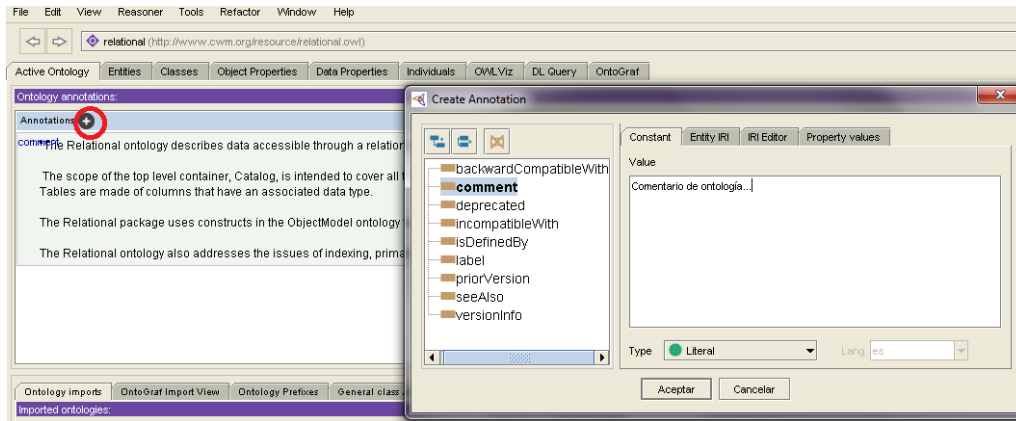 File Edit View Reasoner Tools Refactor Window Help
relational (http://www.cwm.org/resource/relational.owl)
Active Ontology Entities Classes Object Properties Data Properties Individuals OWLViz DL Query OntoGraf
Ontology annotations:
Annotations
comment
The Relational ontology describes data accessible through a relation
The scope of the top level container, Catalog, is intended to cover all
Tables are made of columns that have an associated data type.
The Relational package uses constructs in the ObjectModel ontology
The Relational ontology also addresses the issues of indexing, prima
Ontology imports OntoGraf Import View Ontology Prefixes General class
Imported ontologies:
Create Annotation
backwardCompatibleWith
comment
deprecated
incompatibleWith
isDefinedBy
label
priorVersion
seeAlso
versionInfo
Constant Entity IRI IRI Editor Property values
Value
Comentario de ontología...
Type Literal Lang es
Aceptar Cancelar